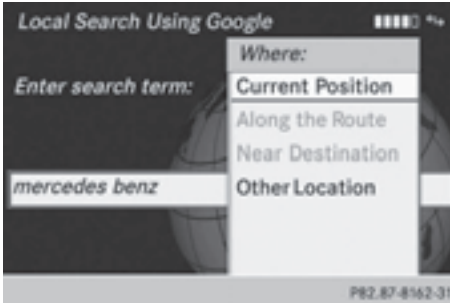 Local Search Using Google
Where:
Enter search term:
Current Position
Along the Route
Near Destination
mercedes benz
Other Location
P82.87-8162-31